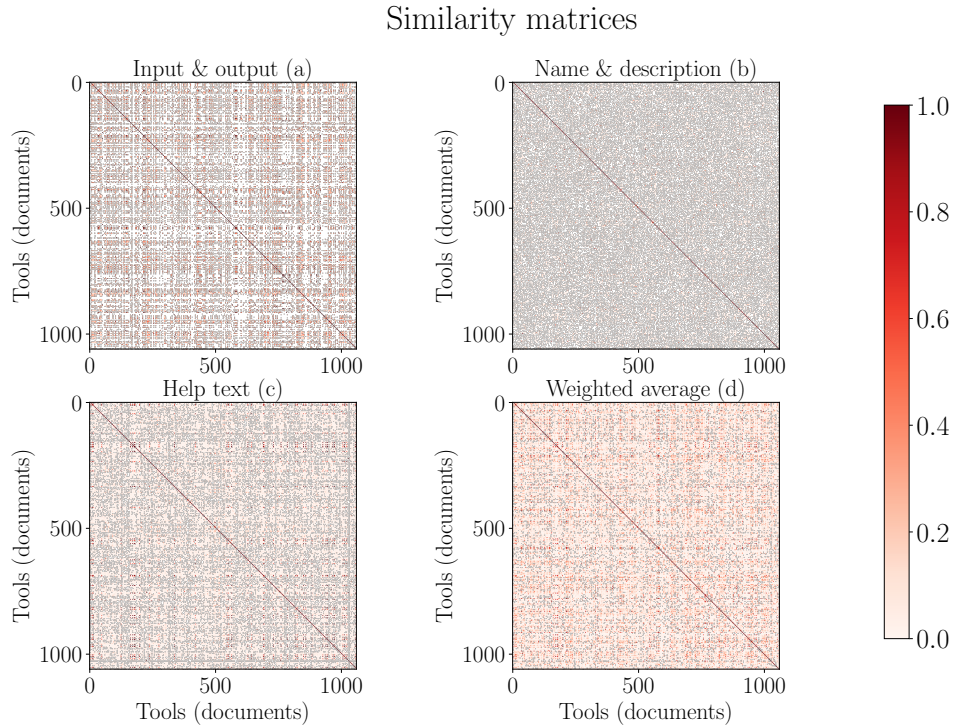 Similarity matrices
Input & output (a)
Name & description (b)
0
500
1000
Tools (documents)
0
500
1000
0
500
1000
Tools (documents)
0
500
1000
Help text (c)
Weighted average (d)
0
500
1000
Tools (documents)
0
500
1000
Tools (documents)
0
500
1000
Tools (documents)
0
500
1000
Tools (documents)
1.0
0.8
0.6
0.4
0.2
0.0